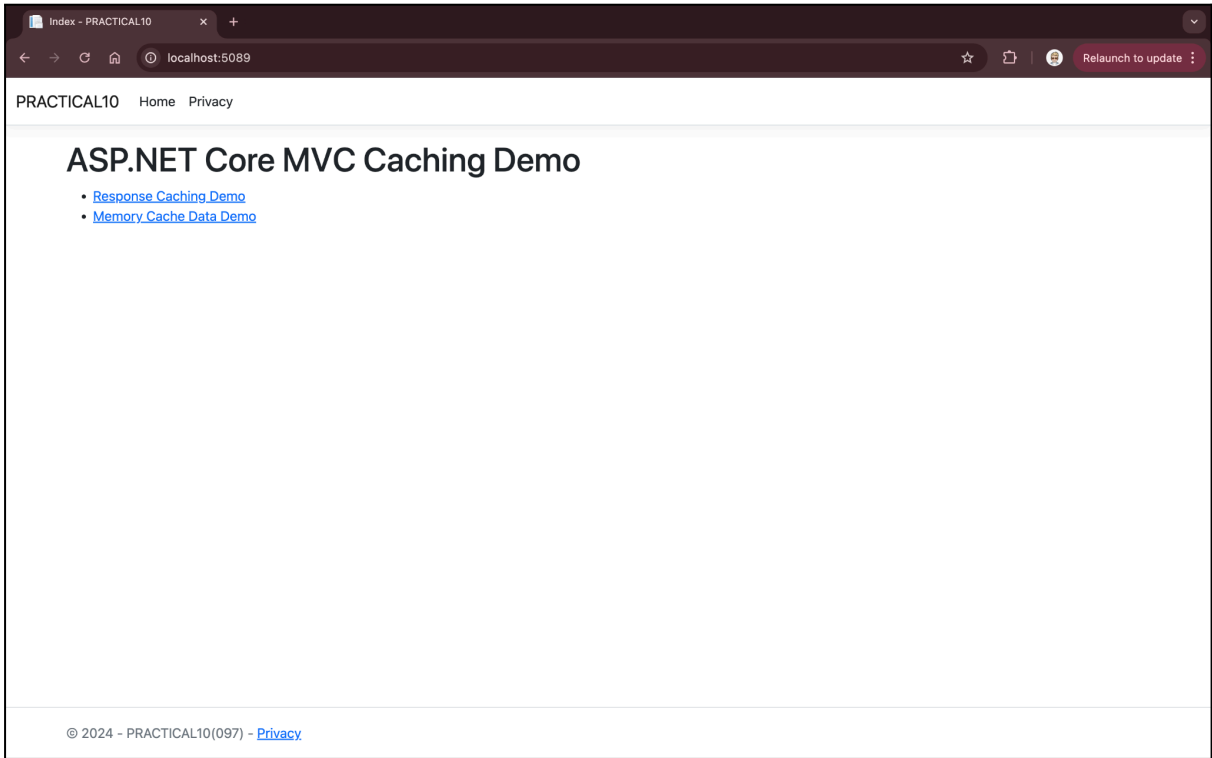 Index - PRACTICAL10
localhost:5089
Relaunch to update
PRACTICAL10 Home Privacy
ASP.NET Core MVC Caching Demo
• Response Caching Demo
• Memory Cache Data Demo
© 2024 - PRACTICAL10(097) - Privacy